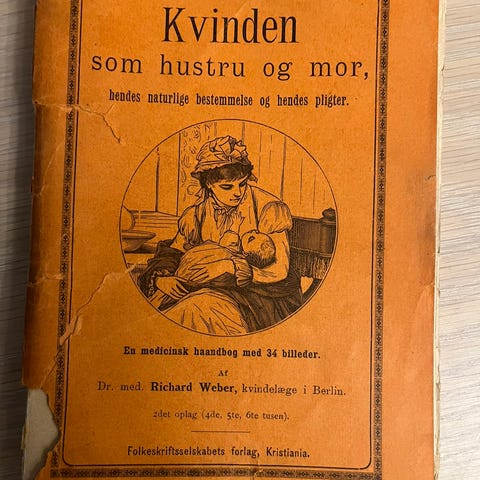 Kvinden
som hustru og mor,
hendes naturlige bestemmelse og hendes pligter.
En medicinsk haandbog med 34 billeder.
Af
Dr. med. Richard Weber, kvindelæge i Berlin.
2det oplag (4de, 5te, 6te tusen).
Folkeskriftsselskabets forlag, Kristiania.